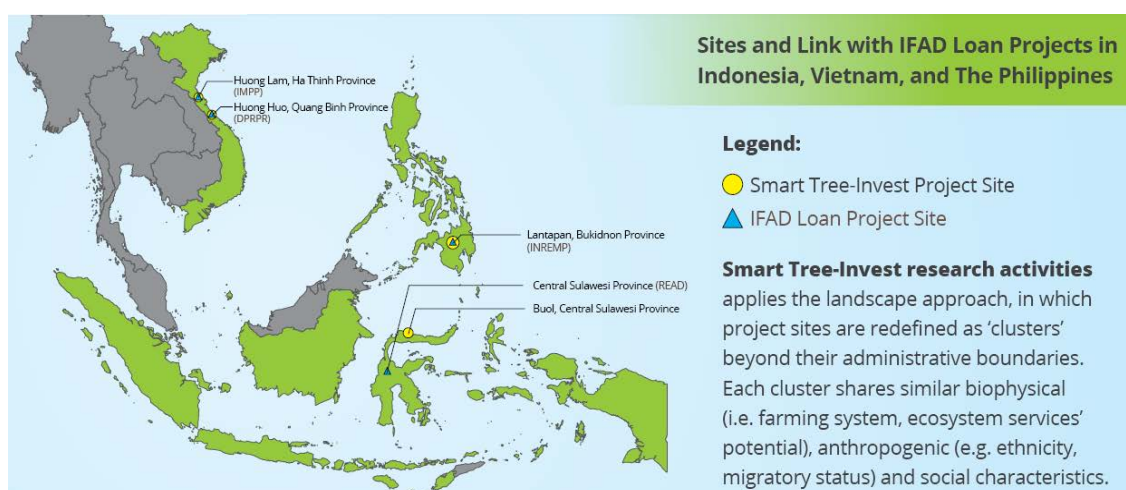 Sites and Link with IFAD Loan Projects in
Indonesia, Vietnam, and The Philippines
Huong Lam, Ha Thinh Province
(IMPP)
Huong Huo, Quang Binh Province
(DPRPR)
Lantapan, Bukidnon Province
(INREMP)
Central Sulawesi Province (READ)
Buol, Central Sulawesi Province
Legend:
Smart Tree-Invest Project Site
IFAD Loan Project Site
Smart Tree-Invest research activities
applies the landscape approach, in which
project sites are redefined as ‘clusters’
beyond their administrative boundaries.
Each cluster shares similar biophysical
(i.e. farming system, ecosystem services’
potential), anthropogenic (e.g. ethnicity,
migratory status) and social characteristics.